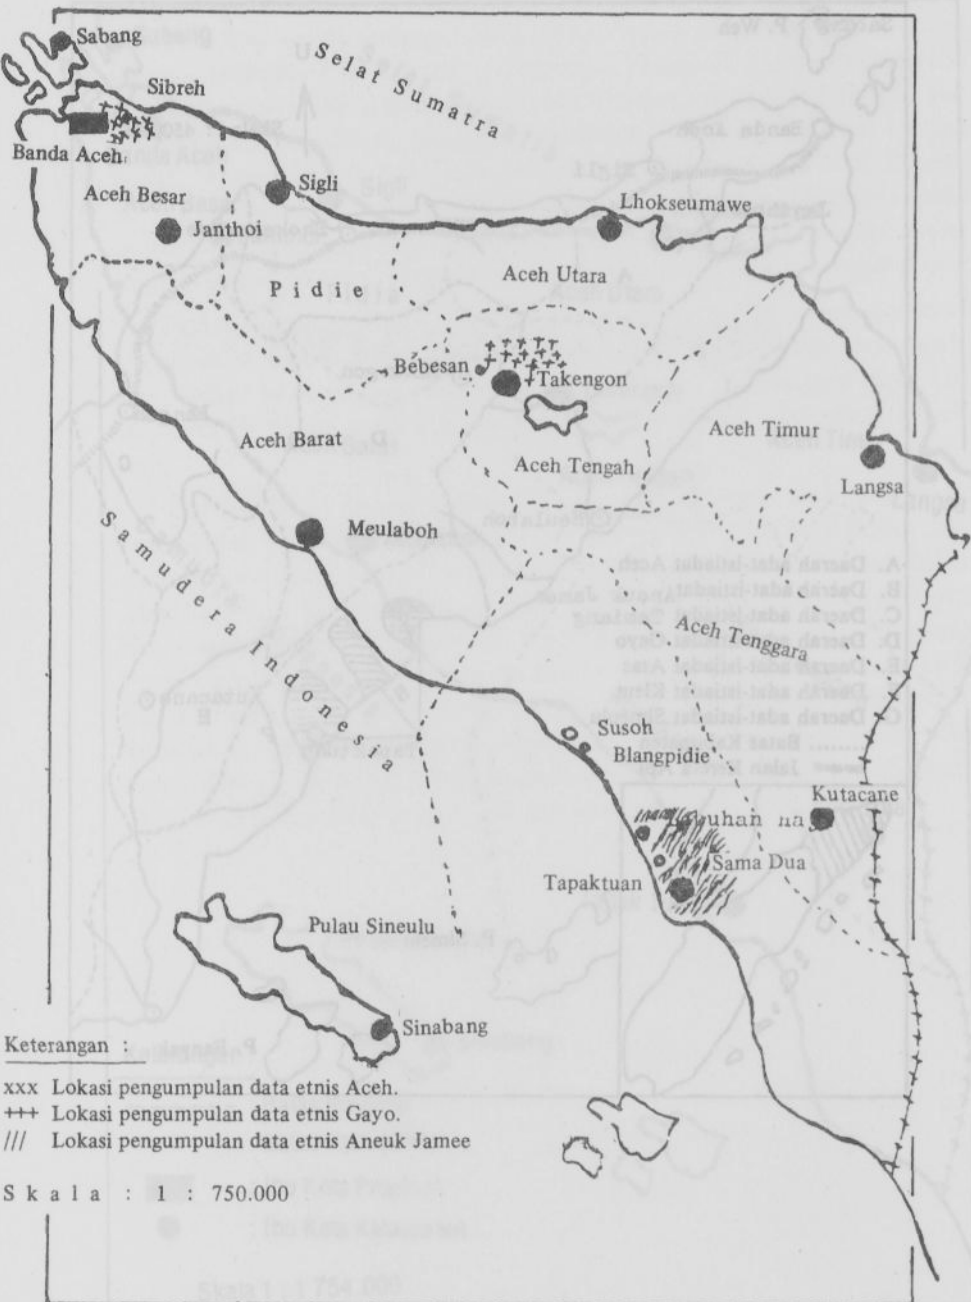 Sabang
Selat Sumatra
Sibreh
Banda Aceh
Aceh Besar
Sigli
Janthoi
Lhokseumawe
Pidie
Aceh Utara
Bebesan
Takengon
Aceh Barat
Aceh Timur
Aceh Tengah
Langsa
Meulaboh
Samudera Indonesia
Aceh Tenggara
Susoh
Blangpidie
Kutacane
Sama Dua
Tapaktuan
Pulau Sineulu
Sinabang
Keterangan :
xxx Lokasi pengumpulan data etnis Aceh.
+++ Lokasi pengumpulan data etnis Gayo.
/// Lokasi pengumpulan data etnis Aneuk Jamee
Skala : 1 : 750.000